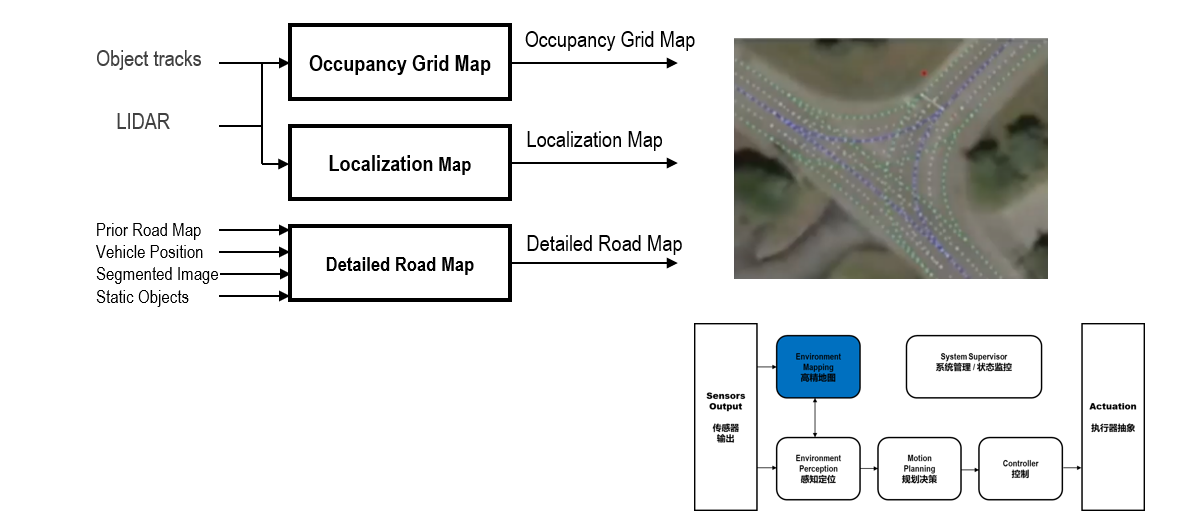 Object tracks
LIDAR
Occupancy Grid Map
Occupancy Grid Map
Localization Map
Localization Map
Prior Road Map
Vehicle Position
Segmented Image
Static Objects
Detailed Road Map
Detailed Road Map
Sensors
Output
传感器
输出
Environment
Mapping
高精地图
System Supervisor
系统管理 / 状态监控
Environment
Perception
感知定位
Motion
Planning
规划决策
Controller
控制
Actuation
执行器抽象